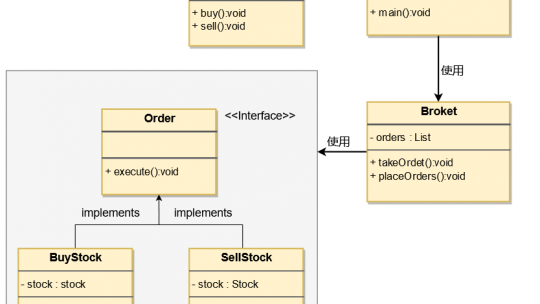 + buy():void
+ sell():void
+ main():void
使用
Order
<<Interface>>
+ execute():void
使用
Broket
- orders : List
+ takeOrdet():void
+ placeOrders():void
implements
implements
BuyStock
- stock : stock
SellStock
- stock : Stock